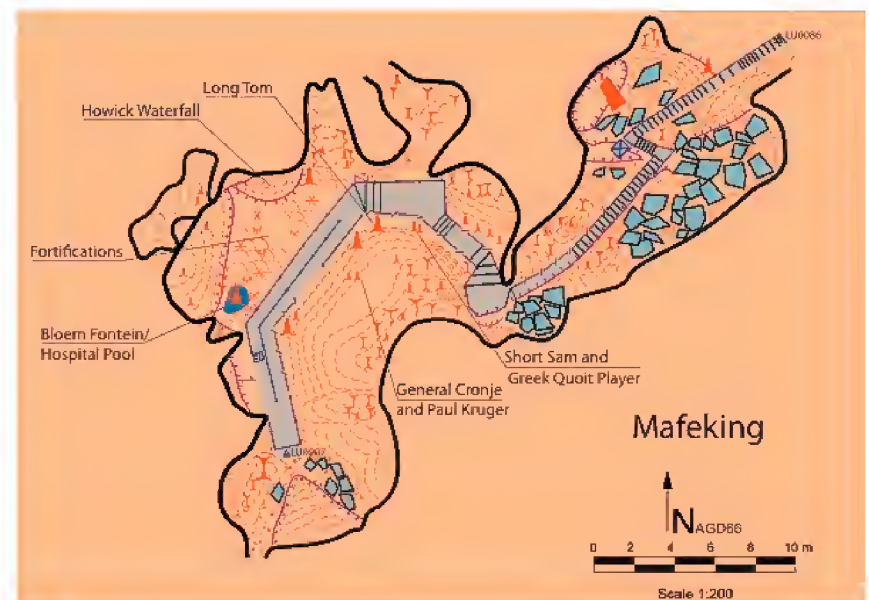 LU0086
Long Tom
Howick Waterfall
Fortifications
Bloem Fontein/
Hospital Pool
Short Sam and
Greek Quoit Player
General Cronje
and Paul Kruger
Mafeking
N AGD66
0 2 4 6 8 10 m
Scale 1:200